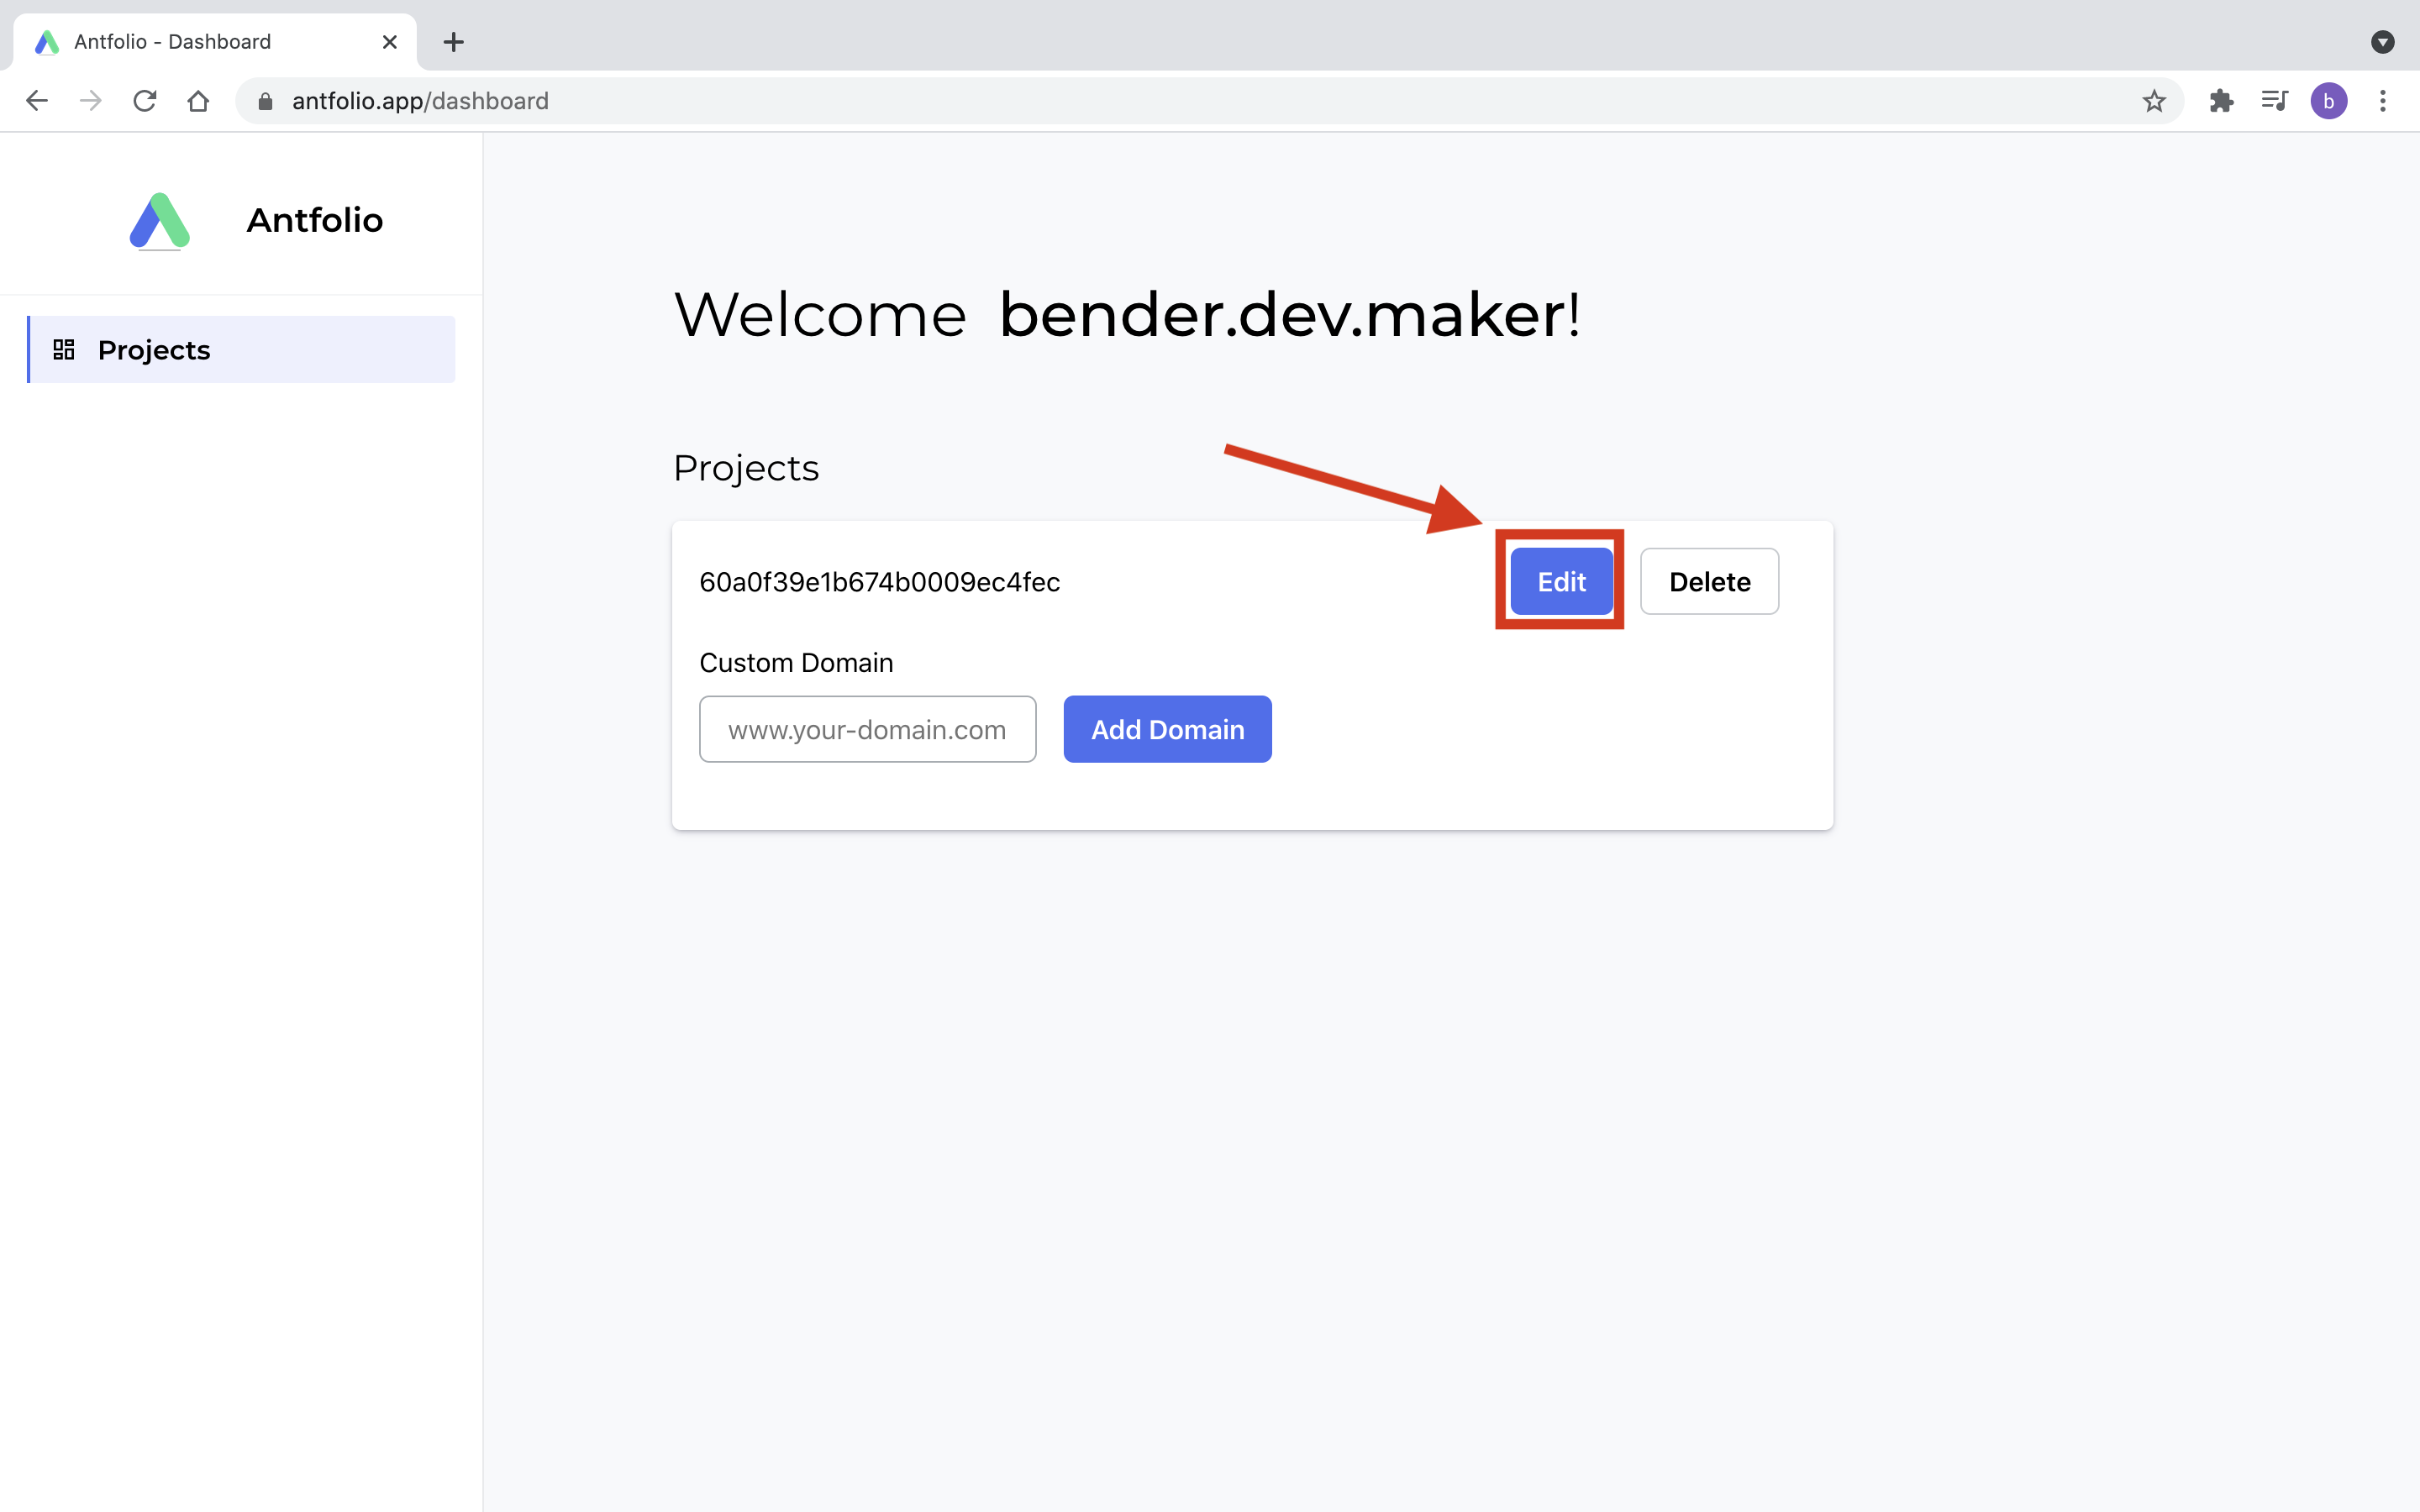 Antfolio - Dashboard
antfolio.app/dashboard
b
Antfolio
Projects
Welcome bender.dev.maker!
Projects
60a0f39e1b674b0009ec4fec
Edit
Delete
Custom Domain
www.your-domain.com
Add Domain